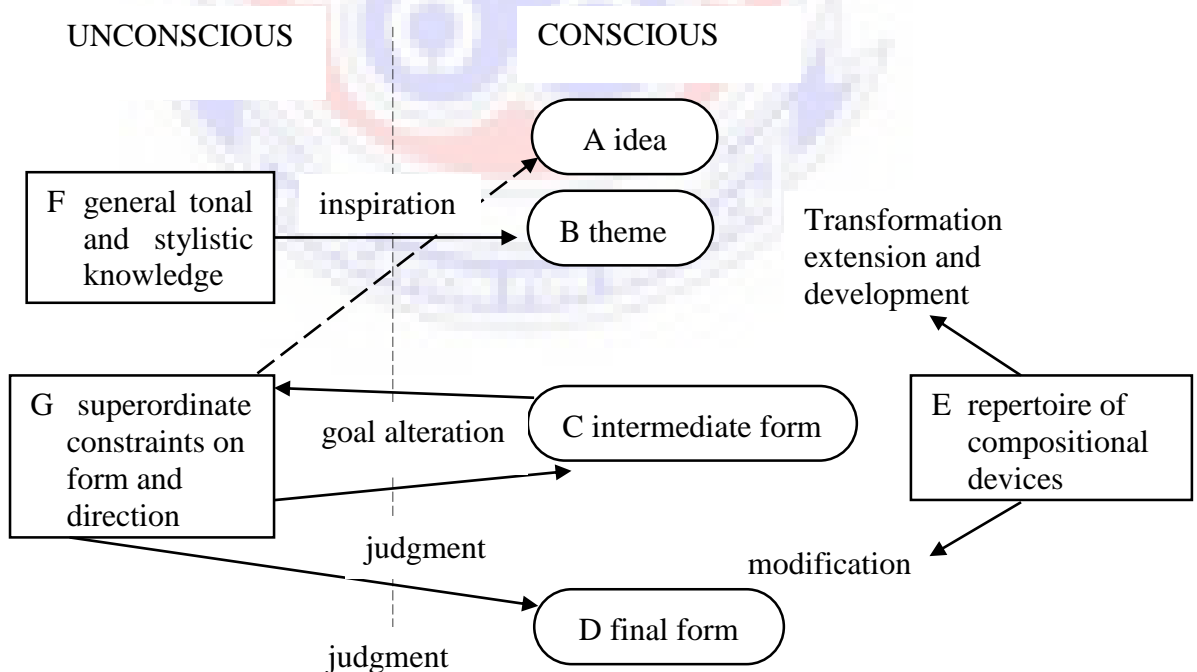 UNCONSCIOUS
CONSCIOUS
A idea
F general tonal
and stylistic
knowledge
inspiration
B theme
Transformation
extension and
development
G superordinate
constraints on
form and
direction
goal alteration
C intermediate form
E repertoire of
compositional
devices
judgment
modification
D final form
judgment